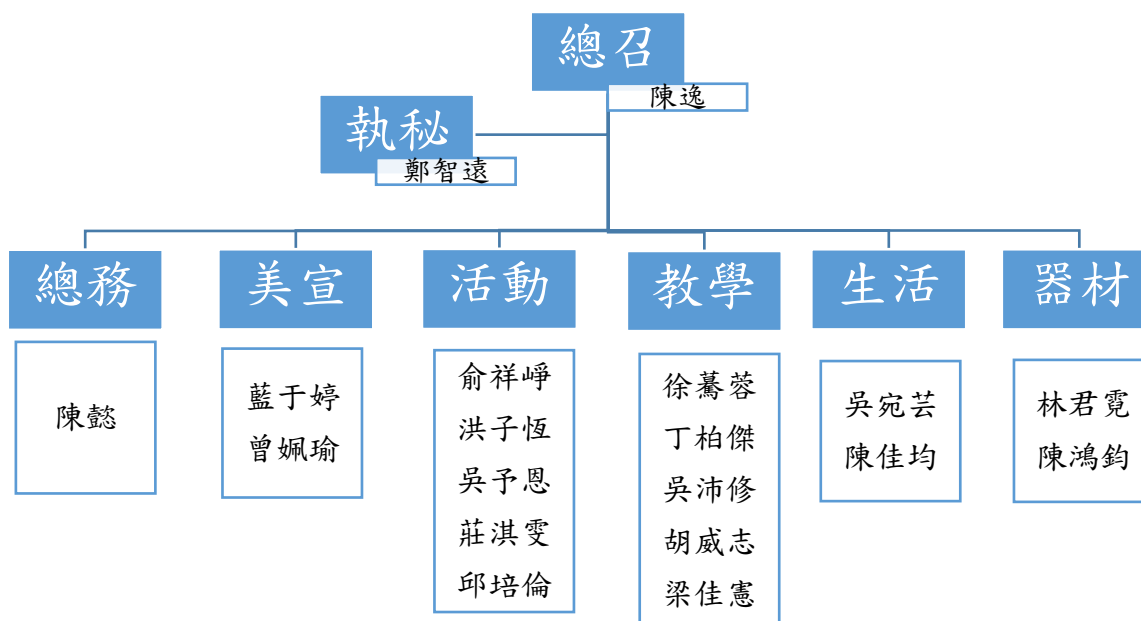 總召
陳逸
執秘
鄭智遠
總務
美宣
活動
教學
生活
器材
陳懿
藍于婷
曾姵瑜
俞祥崢
洪子恆
吳予恩
莊淇雯
邱培倫
徐驀蓉
丁柏傑
吳沛修
胡威志
梁佳憲
吳宛芸
陳佳均
林君霓
陳鴻鈞